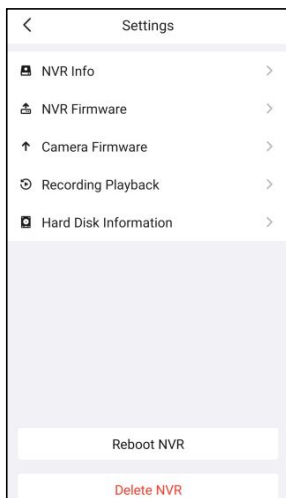 Settings
NVR Info
NVR Firmware
Camera Firmware
Recording Playback
Hard Disk Information
Reboot NVR
Delete NVR